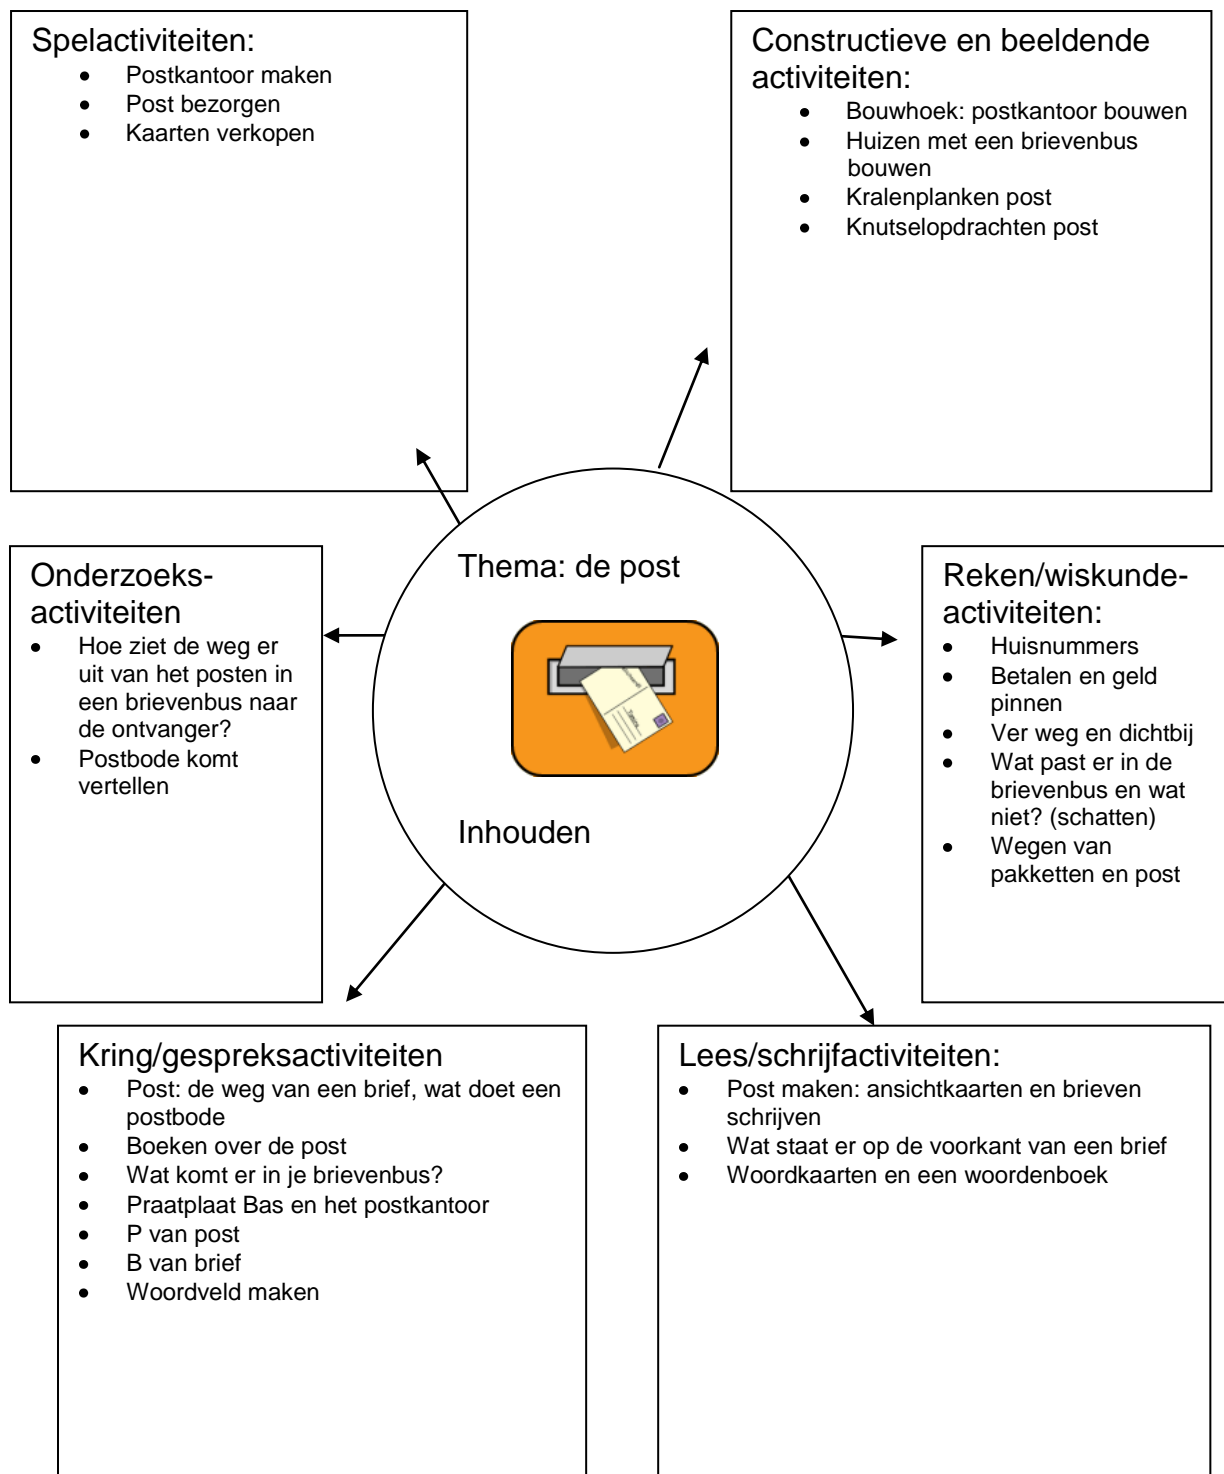 Spelactiviteiten:
• Postkantoor maken
• Post bezorgen
• Kaarten verkopen
Constructieve en beeldende
activiteiten:
• Bouwhoek: postkantoor bouwen
• Huizen met een brievenbus
bouwen
• Kralenplanken post
• Knutselopdrachten post
Onderzoeks-
activiteiten
• Hoe ziet de weg er
uit van het posten in
een brievenbus naar
de ontvanger?
• Postbode komt
vertellen
Thema: de post
Inhouden
Reken/wiskunde-
activiteiten:
• Huisnummers
• Betalen en geld
pinnen
• Ver weg en dichtbij
• Wat past er in de
brievenbus en wat
niet? (schatten)
• Wegen van
pakketten en post
Kring/gespreksactiviteiten
• Post: de weg van een brief, wat doet een
postbode
• Boeken over de post
• Wat komt er in je brievenbus?
• Praatplaat Bas en het postkantoor
• P van post
• B van brief
• Woordveld maken
Lees/schrijfactiviteiten:
• Post maken: ansichtkaarten en brieven
schrijven
• Wat staat er op de voorkant van een brief
• Woordkaarten en een woordenboek